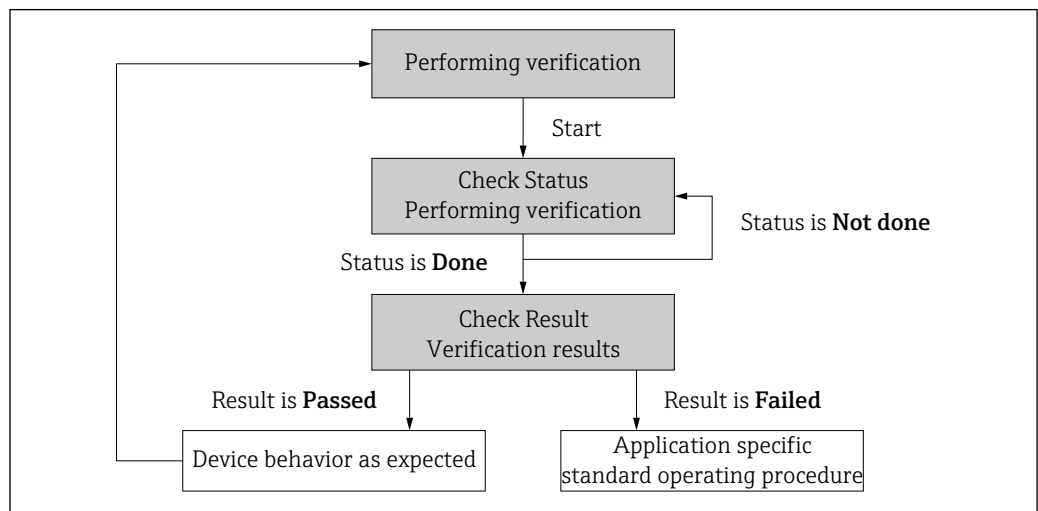 Performing verification
Start
Check Status
Performing verification
Status is Not done
Status is Done
Check Result
Verification results
Result is Passed
Result is Failed
Device behavior as expected
Application specific
standard operating procedure